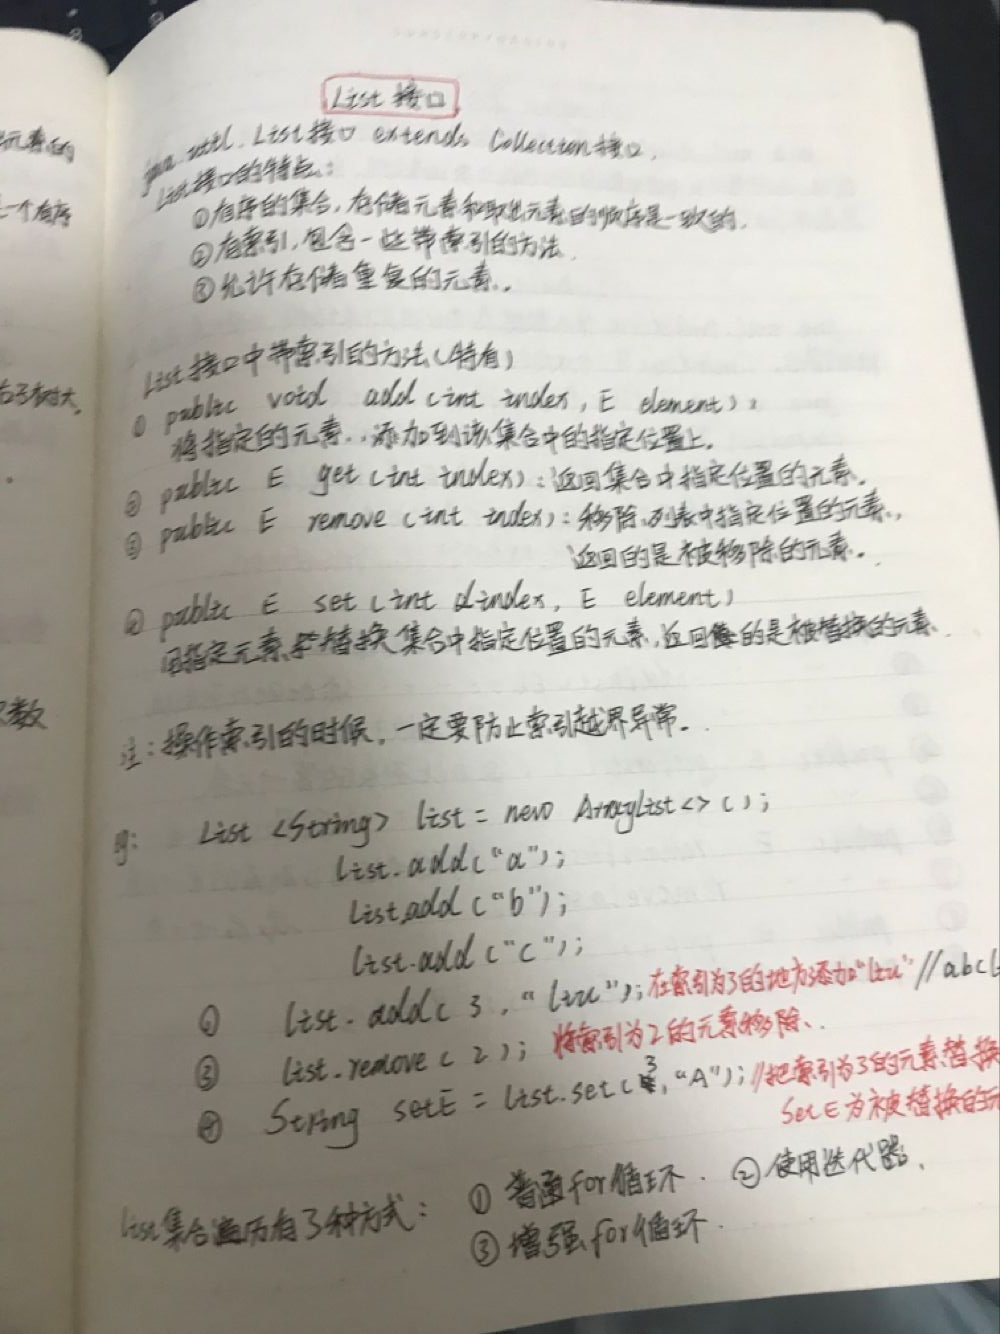 List接口
java.util.List接口 extends Collection接口.
List接口的特点:
①有序的集合,存储元素和取出元素的顺序是一致的.
②有索引,包含一些带索引的方法.
③允许存储重复的元素.
List接口中带索引的方法(特有)
① public void add(int index, E element):
将指定的元素,添加到该集合中的指定位置上.
② public E get(int index):返回集合中指定位置的元素.
③ public E remove(int index):移除列表中指定位置的元素,
返回的是被移除的元素.
④ public E set(int index, E element)
用指定元素替换集合中指定位置的元素,返回的是被替换的元素.
注:操作索引的时候,一定要防止索引越界异常.
例: List <String> list = new ArrayList<>();
list.add("a");
list.add("b");
list.add("c");
① list.add(3,"liu");在索引为3的地方添加"liu" //abcl
③ list.remove(2); 将索引为2的元素移除.
④ String setE = list.set(3,"A");//把索引为3的元素替换
setE为被替换的元
list集合遍历有3种方式: ①普通for循环. ②使用迭代器.
③增强for循环.
元素的
一个有序
右子树大.
数